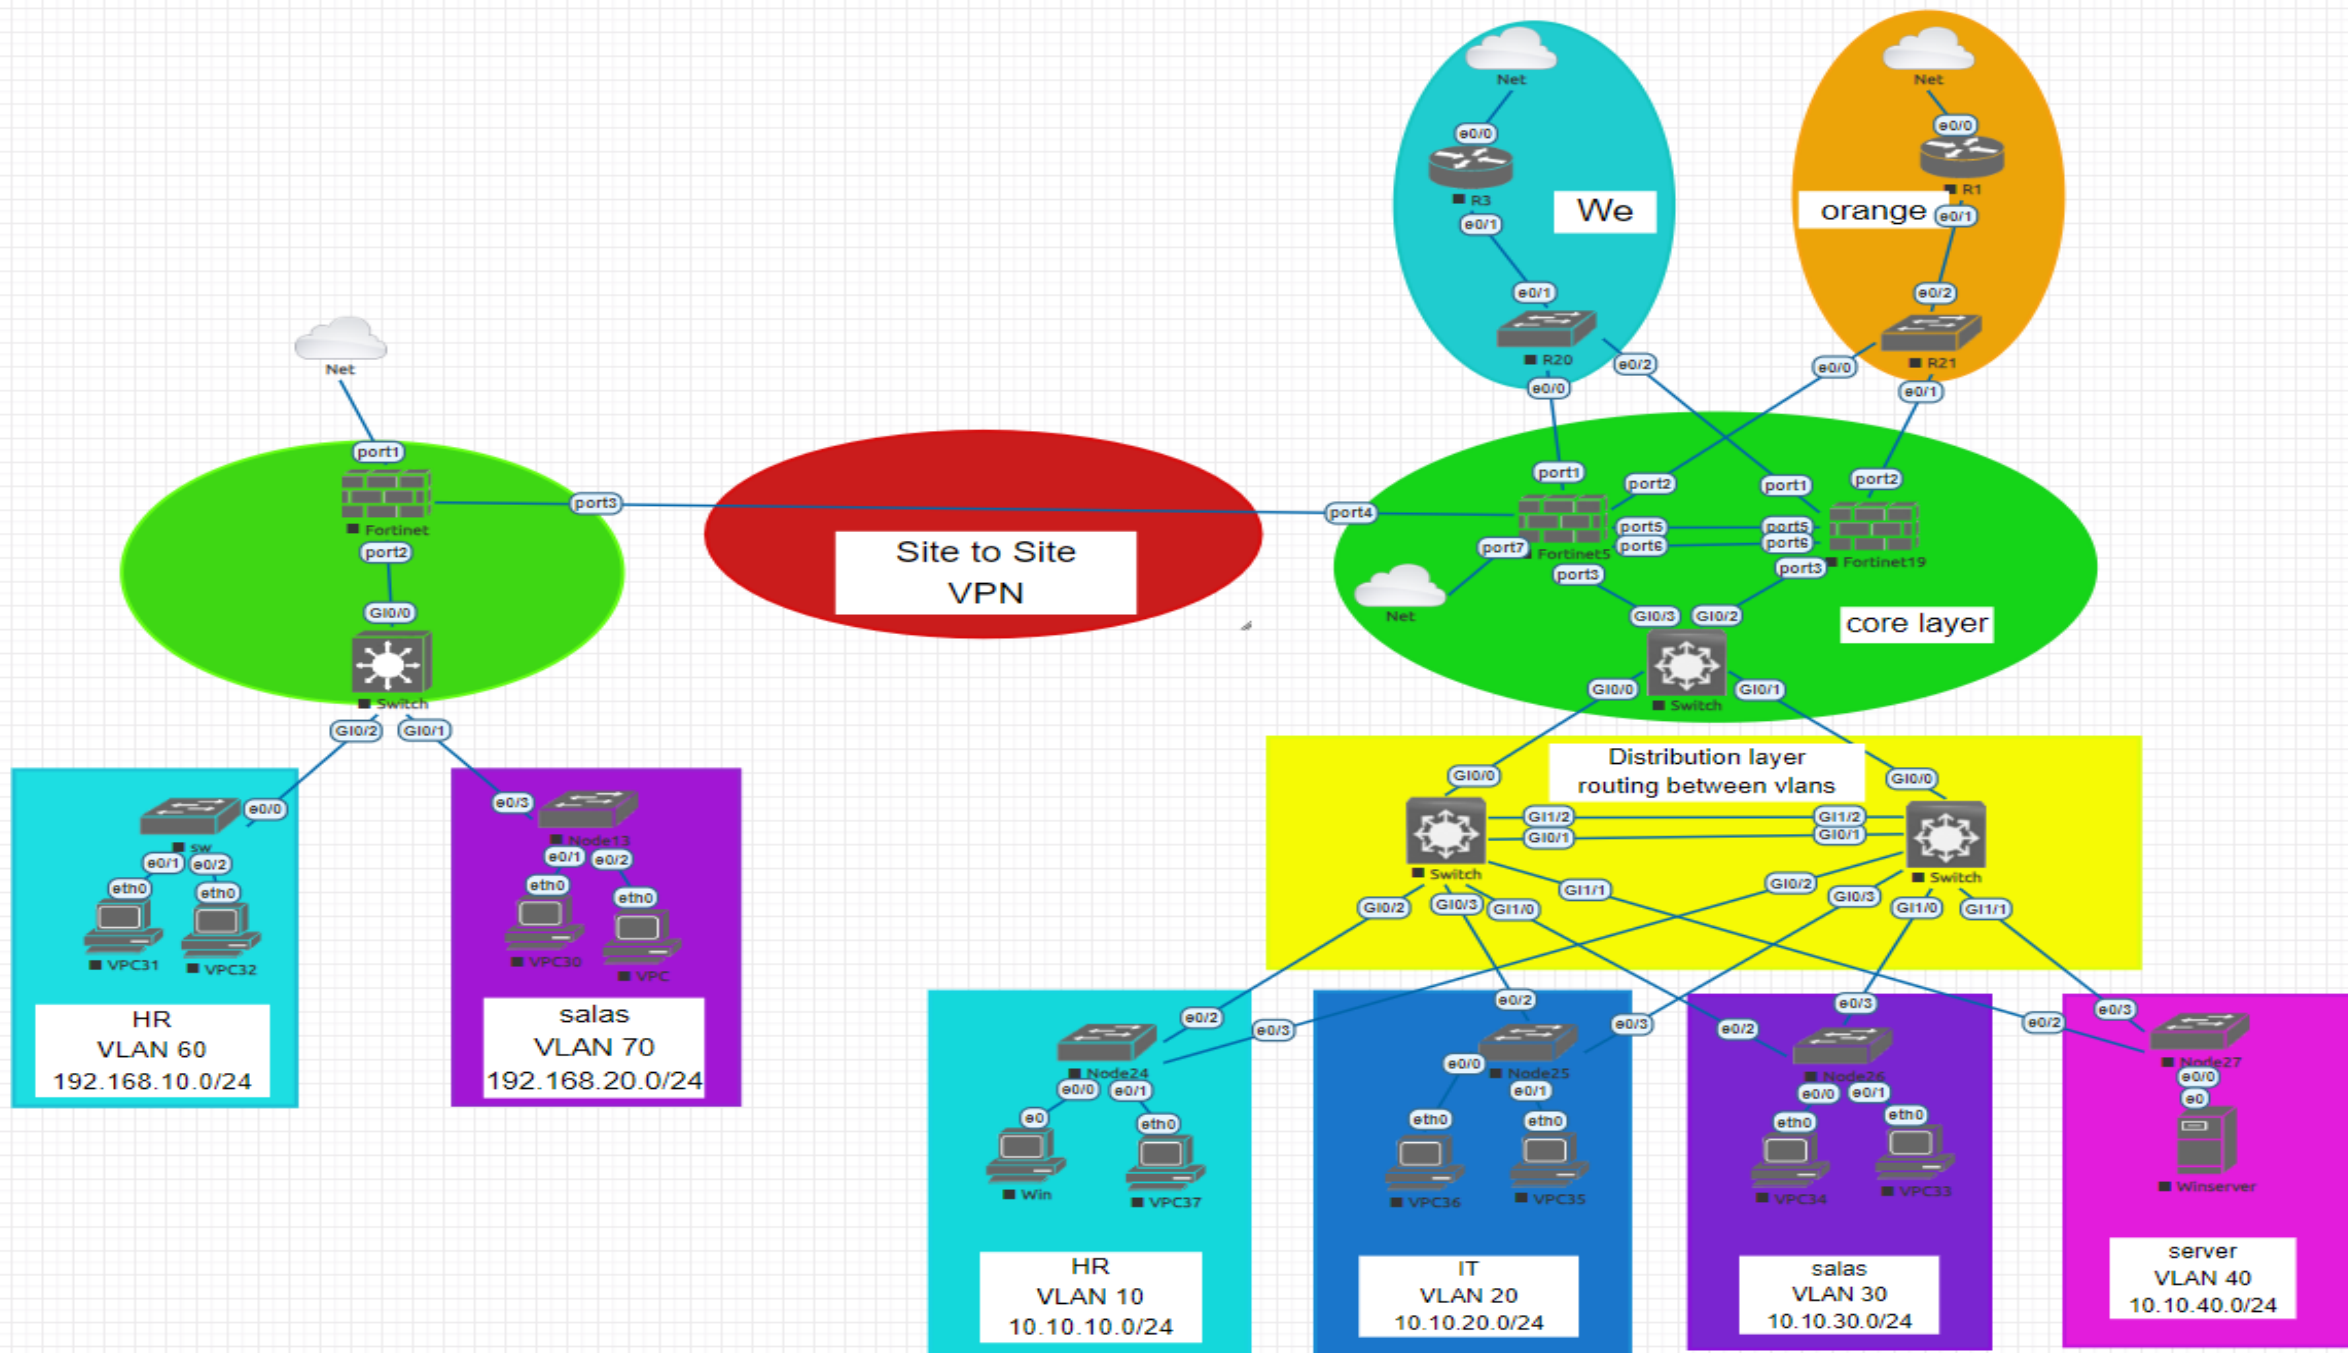 Net
e0/0
R3
e0/1
We
e0/1
R20
e0/0
e0/2
Net
e0/0
R1
orange
e0/1
e0/2
R21
e0/0
e0/1
Net
port1
Fortinet
port3
port2
GI0/0
Switch
GI0/2
GI0/1
Site to Site
VPN
port4
port1
port2
port1
port2
port5
port5
port6
port6
port7
Fortinet5
Fortinet19
port3
port3
Net
GI0/3
GI0/2
core layer
GI0/0
GI0/1
Switch
Distribution layer
routing between vlans
GI0/0
GI0/0
GI1/2
GI1/2
GI0/1
GI0/1
Switch
Switch
GI1/1
GI0/2
GI0/2
GI0/3
GI1/0
GI0/3
GI1/0
GI1/1
e0/0
sw
e0/1
e0/2
eth0
eth0
VPC31
VPC32
HR
VLAN 60
192.168.10.0/24
e0/3
Node13
e0/1
e0/2
eth0
eth0
VPC30
VPC
salas
VLAN 70
192.168.20.0/24
e0/2
e0/3
Node24
e0/0
e0/1
e0
eth0
Win
VPC37
HR
VLAN 10
10.10.10.0/24
e0/2
e0/3
e0/0
Node25
e0/1
eth0
eth0
VPC36
VPC35
IT
VLAN 20
10.10.20.0/24
e0/3
e0/2
Node26
e0/0
e0/1
eth0
eth0
VPC34
VPC33
salas
VLAN 30
10.10.30.0/24
e0/2
e0/3
Node27
e0/0
e0
Winserver
server
VLAN 40
10.10.40.0/24